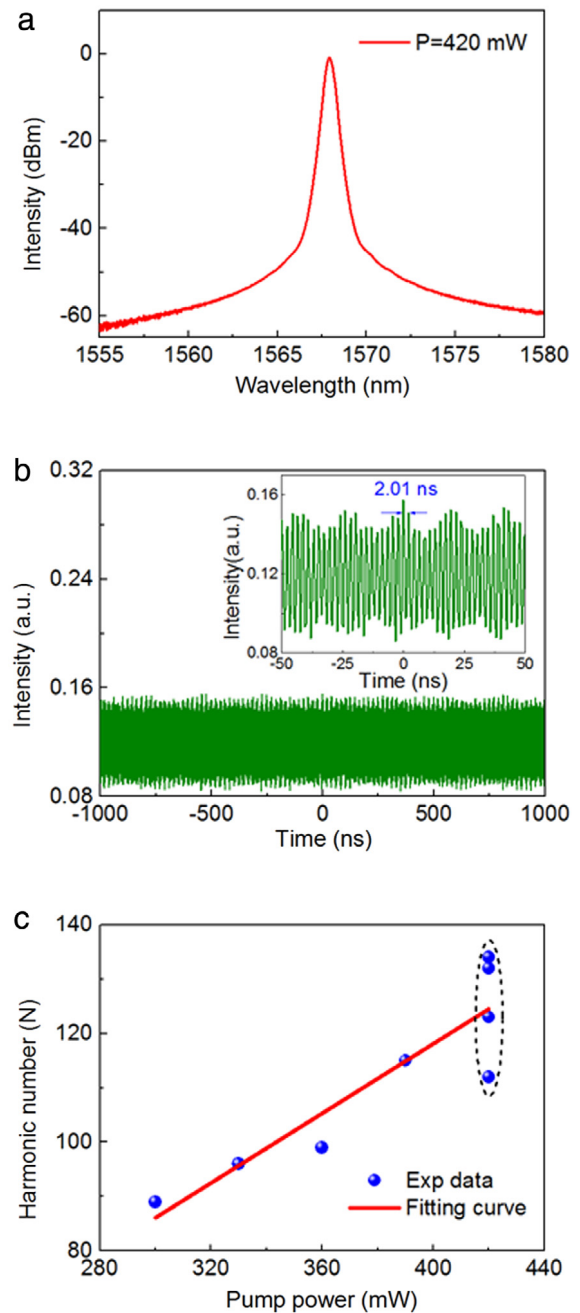 a
P=420 mW
0
-20
-40
-60
Intensity (dBm)
1555 1560 1565 1570 1575 1580
Wavelength (nm)
b
0.32
0.24
0.16
0.08
Intensity (a.u.)
0.16
0.12
0.08
Intensity(a.u.)
2.01 ns
-50 -25 0 25 50
Time (ns)
-1000 -500 0 500 1000
Time (ns)
c
140
120
100
80
Harmonic number (N)
Exp data
Fitting curve
280 320 360 400 440
Pump power (mW)